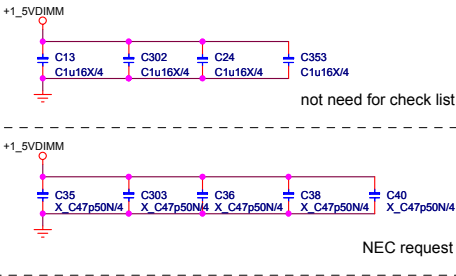 +1_5VDIMM
C13 C302 C24 C353
C1u16X/4 C1u16X/4 C1u16X/4 C1u16X/4
not need for check list
+1_5VDIMM
C35 C303 C36 C38 C40
X_C47p50N/4 X_C47p50N/4 X_C47p50N/4 X_C47p50N/4 X_C47p50N/4
NEC request